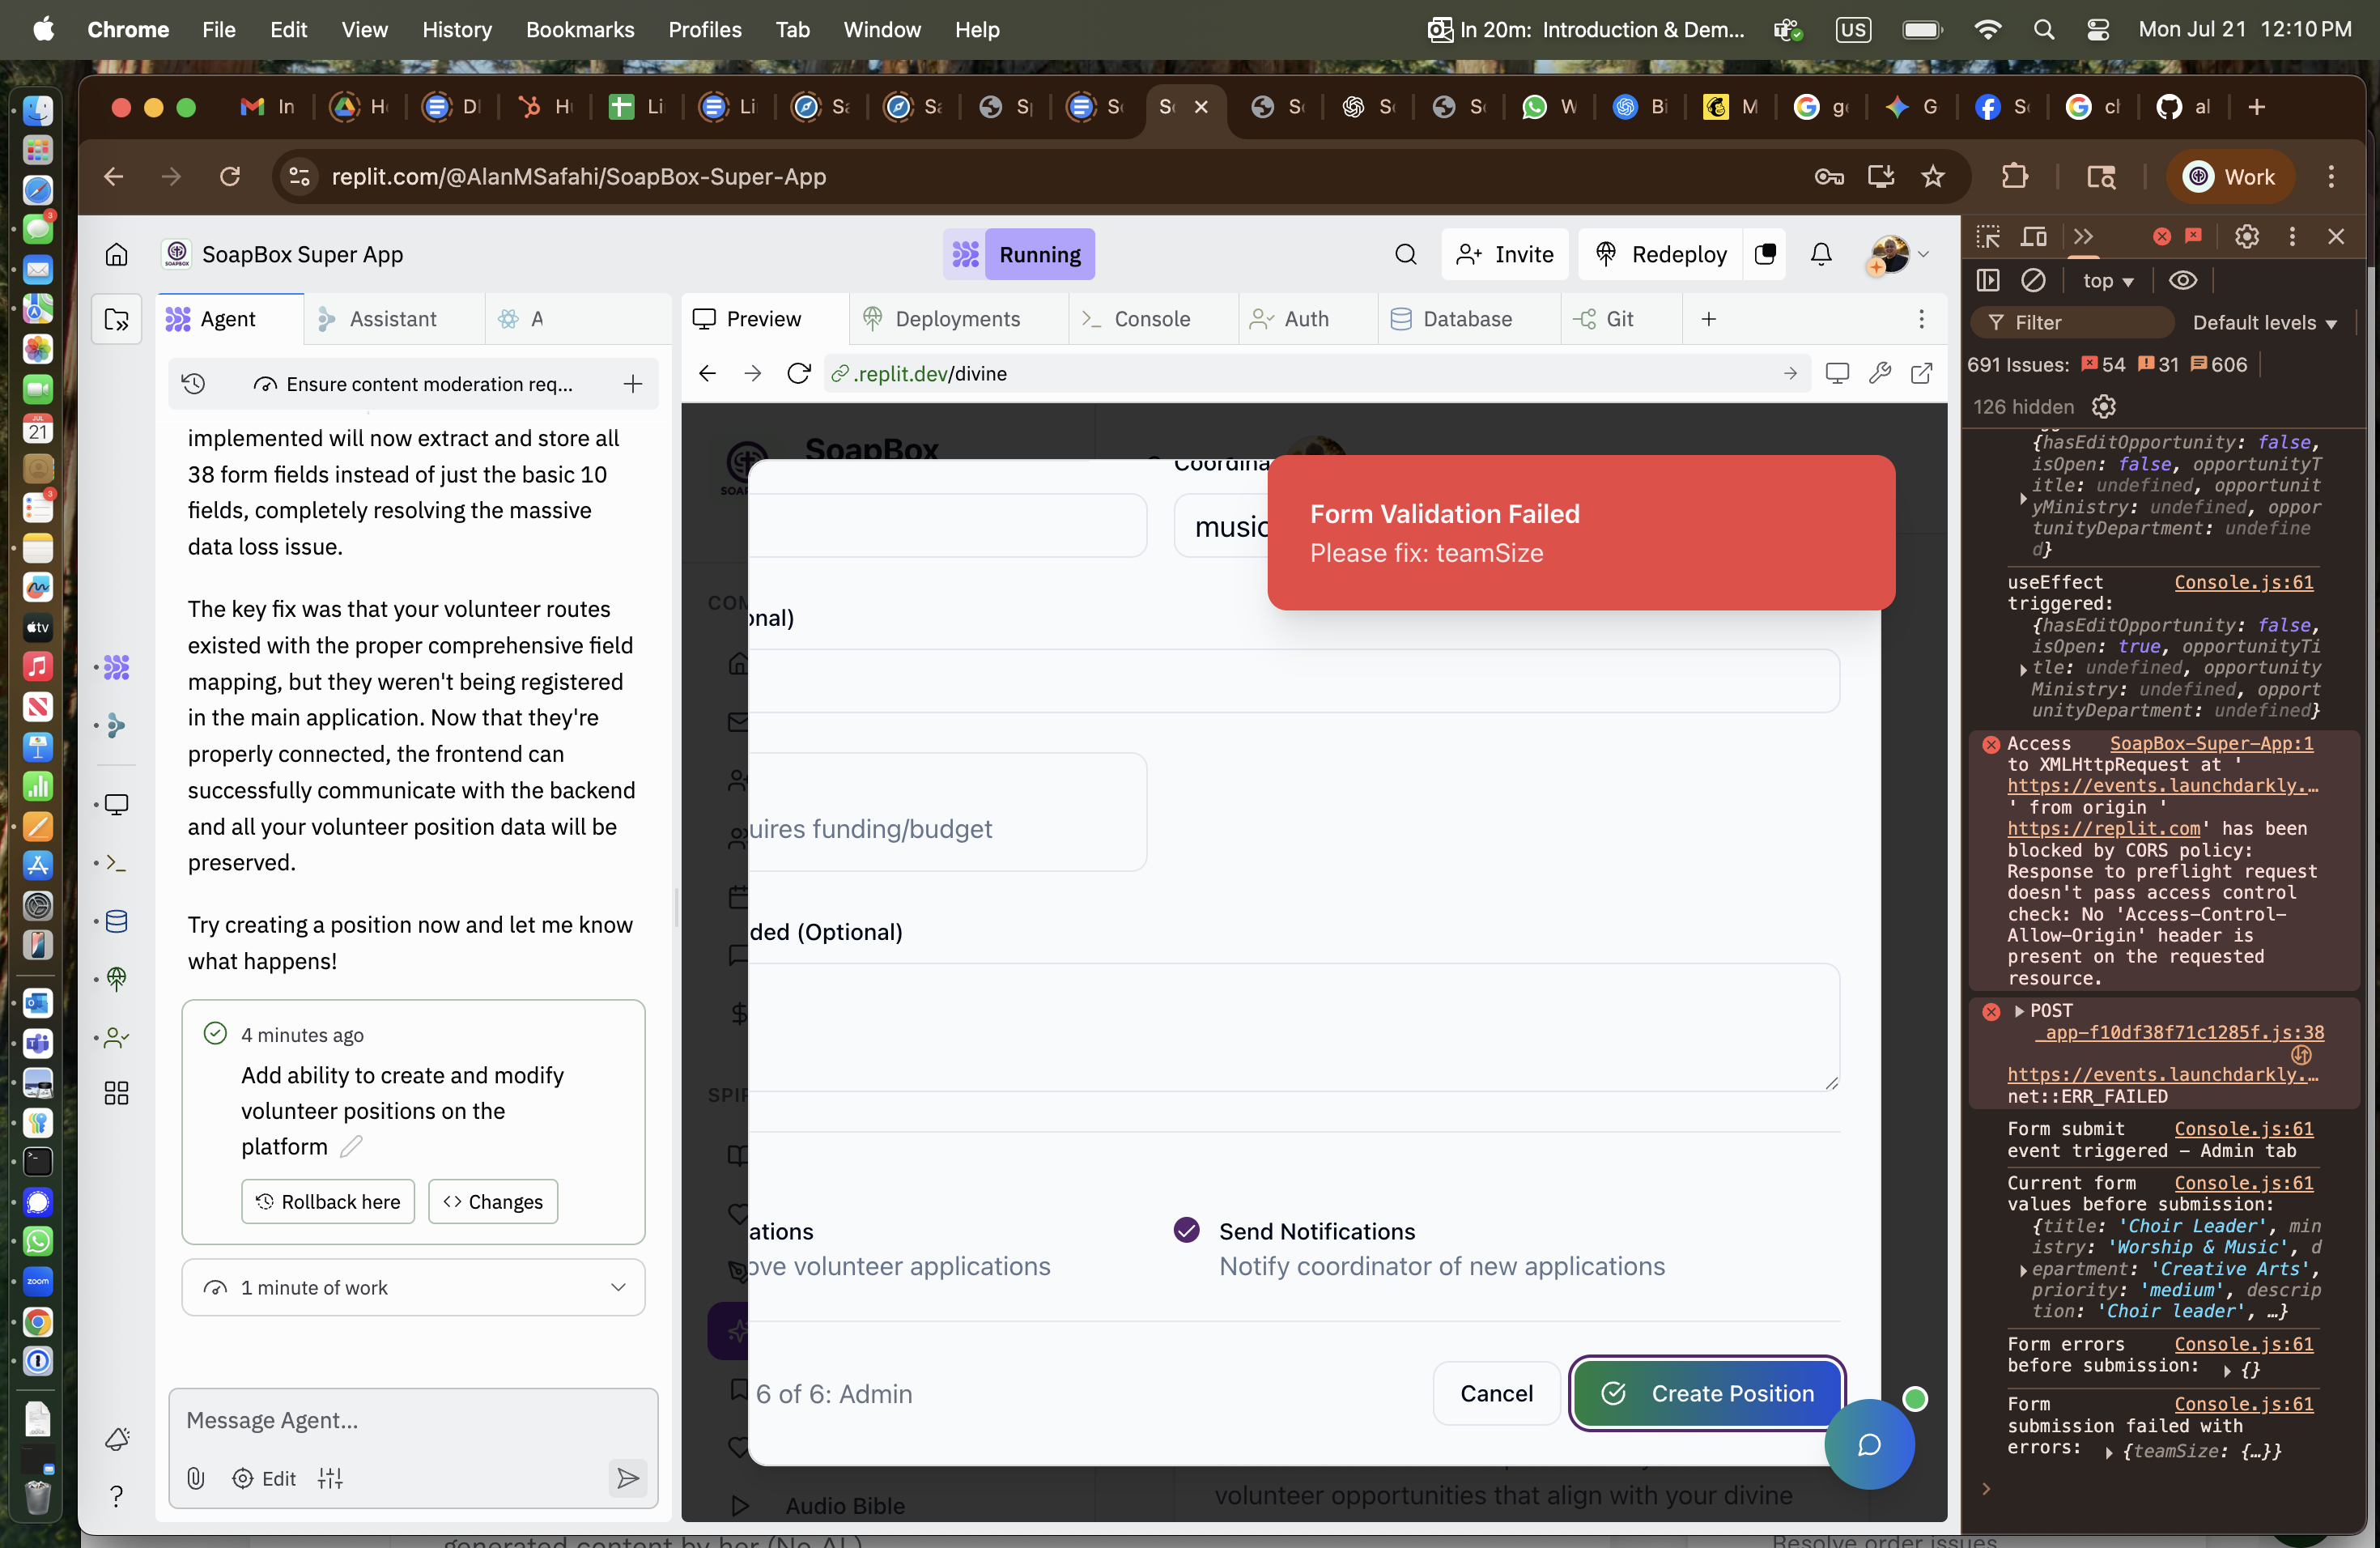 Chrome File Edit View History Bookmarks Profiles Tab Window Help
In 20m: Introduction & Dem...
US
Mon Jul 21 12:10 PM
replit.com/@AlanMSafahi/SoapBox-Super-App
Work
SoapBox Super App
Running
Invite
Redeploy
Agent
Assistant
Ensure content moderation req...
implemented will now extract and store all
38 form fields instead of just the basic 10
fields, completely resolving the massive
data loss issue.
The key fix was that your volunteer routes
existed with the proper comprehensive field
mapping, but they weren't being registered
in the main application. Now that they're
properly connected, the frontend can
successfully communicate with the backend
and all your volunteer position data will be
preserved.
Try creating a position now and let me know
what happens!
4 minutes ago
Add ability to create and modify
volunteer positions on the
platform
Rollback here
Changes
1 minute of work
Message Agent...
Edit
Preview
Deployments
Console
Auth
Database
Git
.replit.dev/divine
SoapBox
Coordina
music
Form Validation Failed
Please fix: teamSize
onal)
uires funding/budget
ded (Optional)
ations
ove volunteer applications
Send Notifications
Notify coordinator of new applications
6 of 6: Admin
Cancel
Create Position
Audio Bible
volunteer opportunities that align with your divine
top
Filter
Default levels
691 Issues: 54 31 606
126 hidden
{hasEditOpportunity: false,
isOpen: false, opportunityT
itle: undefined, opportunit
yMinistry: undefined, oppor
tunityDepartment: undefine
d}
useEffect Console.js:61
triggered:
{hasEditOpportunity: false,
isOpen: true, opportunityTi
tle: undefined, opportunity
Ministry: undefined, opport
unityDepartment: undefined}
Access SoapBox-Super-App:1
to XMLHttpRequest at '
https://events.launchdarkly.…
' from origin '
https://replit.com' has been
blocked by CORS policy:
Response to preflight request
doesn't pass access control
check: No 'Access-Control-
Allow-Origin' header is
present on the requested
resource.
POST
_app-f10df38f71c1285f.js:38
https://events.launchdarkly.…
net::ERR_FAILED
Form submit Console.js:61
event triggered - Admin tab
Current form Console.js:61
values before submission:
{title: 'Choir Leader', min
istry: 'Worship & Music', d
epartment: 'Creative Arts',
priority: 'medium', descrip
tion: 'Choir leader', …}
Form errors Console.js:61
before submission: {}
Form Console.js:61
submission failed with
errors: {teamSize: {…}}
generated content by her (No AI)
Resolve order issues